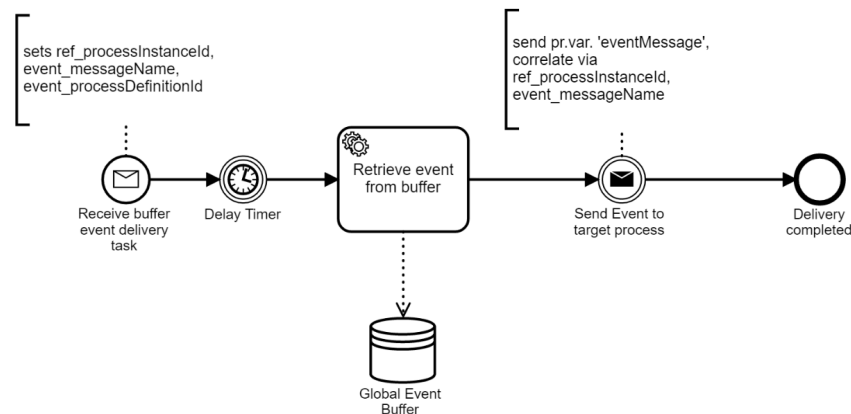 sets ref_processInstanceId,
event_messageName,
event_processDefinitionId
send pr.var. 'eventMessage',
correlate via
ref_processInstanceId,
event_messageName
Receive buffer
event delivery
task
Delay Timer
Retrieve event
from buffer
Send Event to
target process
Delivery
completed
Global Event
Buffer